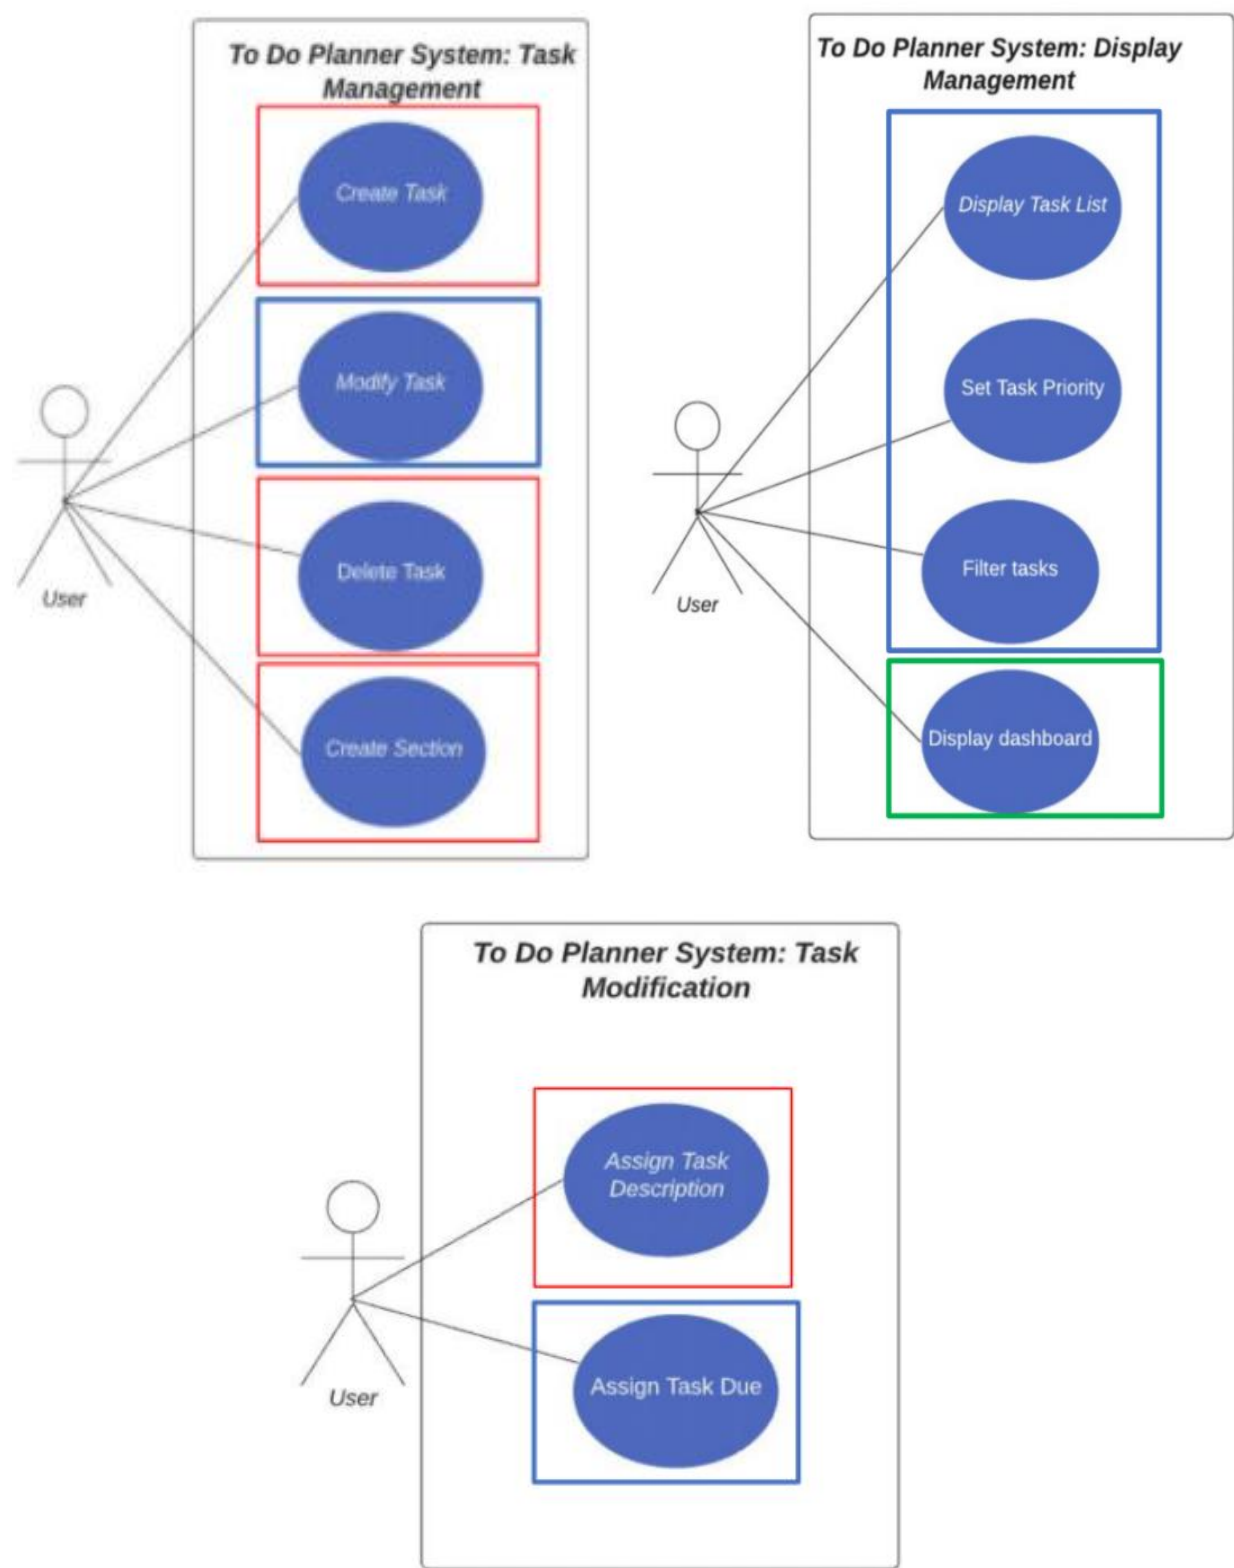 To Do Planner System: Task
Management
Create Task
Modify Task
Delete Task
Create Section
User
To Do Planner System: Display
Management
Display Task List
Set Task Priority
Filter tasks
Display dashboard
User
To Do Planner System: Task
Modification
Assign Task
Description
Assign Task Due
User